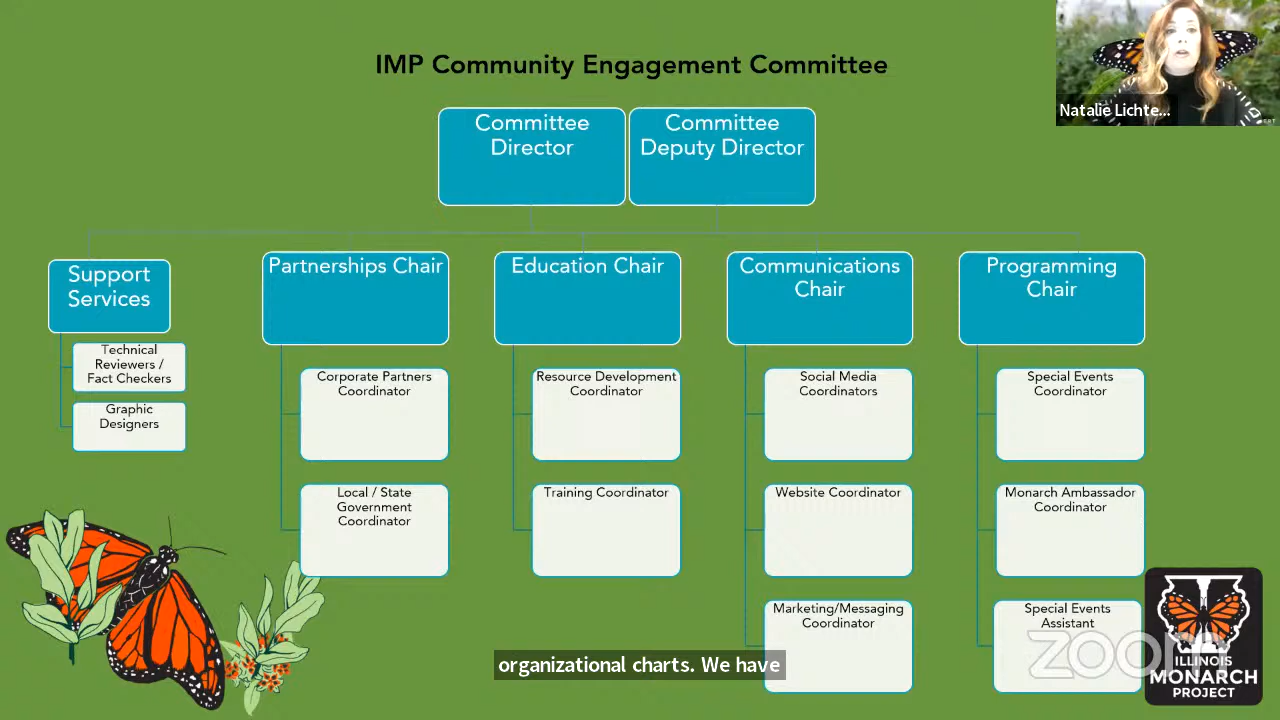 IMP Community Engagement Committee
Natalie Lichte...
Committee
Director
Committee
Deputy Director
Support
Services
Partnerships Chair
Education Chair
Communications
Chair
Programming
Chair
Technical
Reviewers /
Fact Checkers
Graphic
Designers
Corporate Partners
Coordinator
Local / State
Government
Coordinator
Resource Development
Coordinator
Training Coordinator
Social Media
Coordinators
Website Coordinator
Marketing/Messaging
Coordinator
Special Events
Coordinator
Monarch Ambassador
Coordinator
Special Events
Assistant
organizational charts. We have
zoom
ILLINOIS
MONARCH
PROJECT